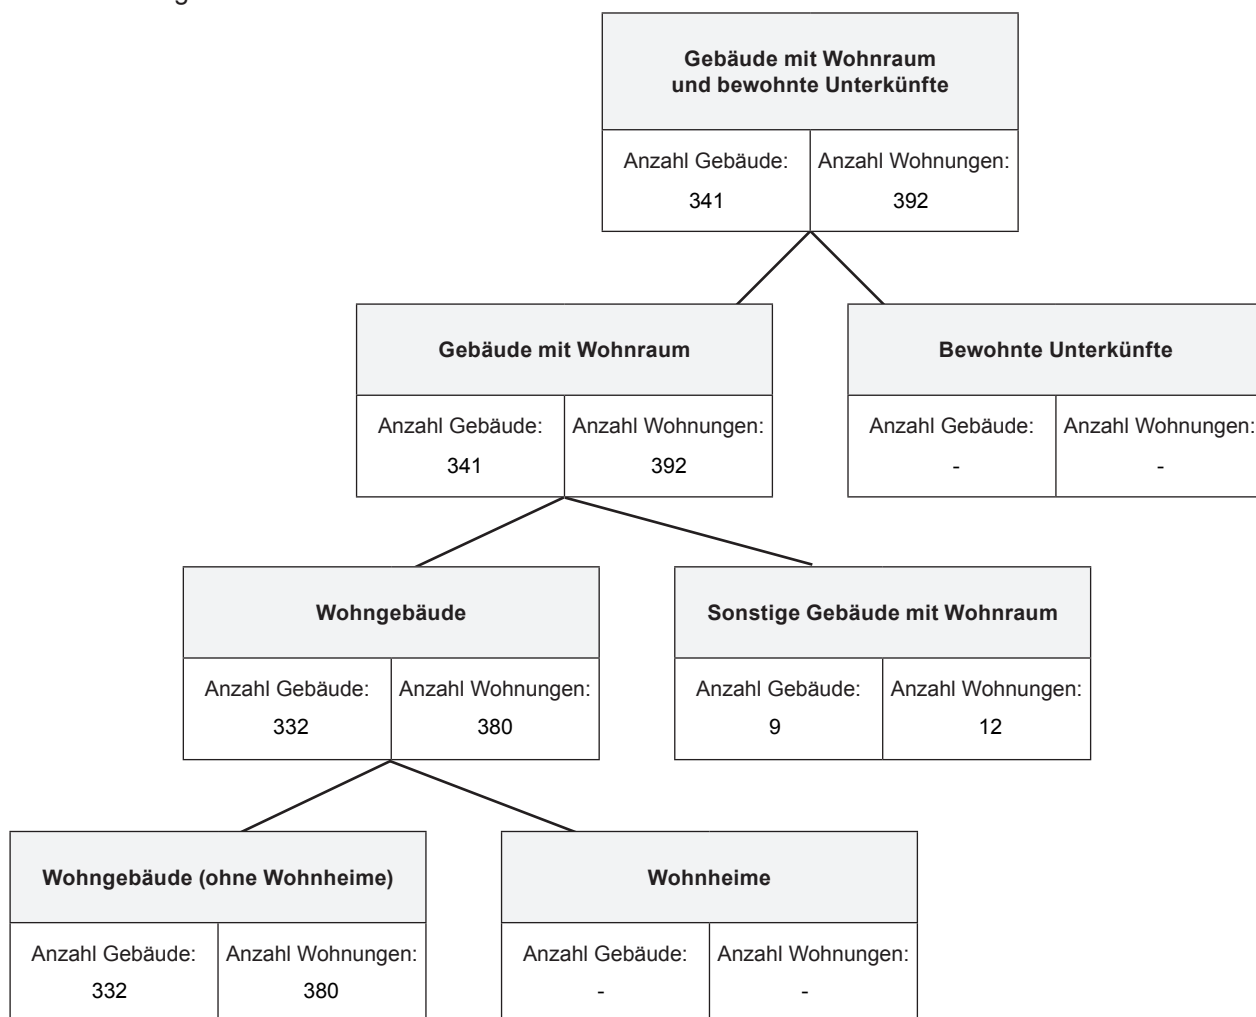 Gebäude mit Wohnraum
und bewohnte Unterkünfte
Anzahl Gebäude: Anzahl Wohnungen:
341 392
Gebäude mit Wohnraum Bewohnte Unterkünfte
Anzahl Gebäude: Anzahl Wohnungen: Anzahl Gebäude: Anzahl Wohnungen:
341 392 - -
Wohngebäude Sonstige Gebäude mit Wohnraum
Anzahl Gebäude: Anzahl Wohnungen: Anzahl Gebäude: Anzahl Wohnungen:
332 380 9 12
Wohngebäude (ohne Wohnheime) Wohnheime
Anzahl Gebäude: Anzahl Wohnungen: Anzahl Gebäude: Anzahl Wohnungen:
332 380 - -